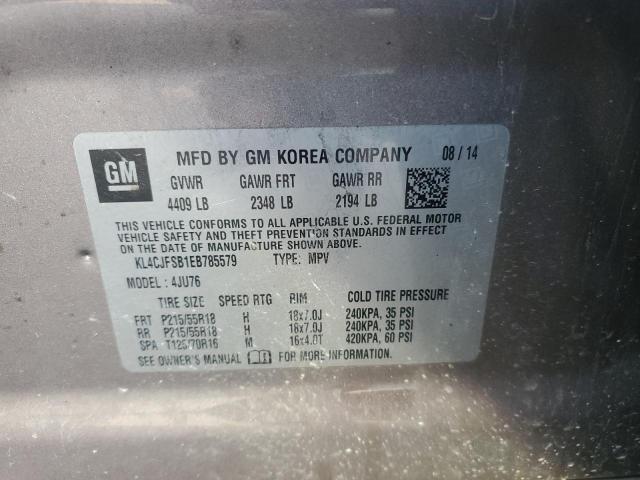 GM
MFD BY GM KOREA COMPANY 08 / 14
GVWR GAWR FRT GAWR RR
4409 LB 2348 LB 2194 LB
THIS VEHICLE CONFORMS TO ALL APPLICABLE U.S. FEDERAL MOTOR
VEHICLE SAFETY AND THEFT PREVENTION STANDARDS IN EFFECT ON
THE DATE OF MANUFACTURE SHOWN ABOVE.
KL4CJFSB1EB785579 TYPE: MPV
MODEL : 4JU76
TIRE SIZE SPEED RTG RIM COLD TIRE PRESSURE
FRT P215/55R18 H 18x7.0J 240KPA, 35 PSI
RR P215/55R18 H 18x7.0J 240KPA, 35 PSI
SPA T125/70R16 M 16x4.0T 420KPA, 60 PSI
SEE OWNER'S MANUAL FOR MORE INFORMATION